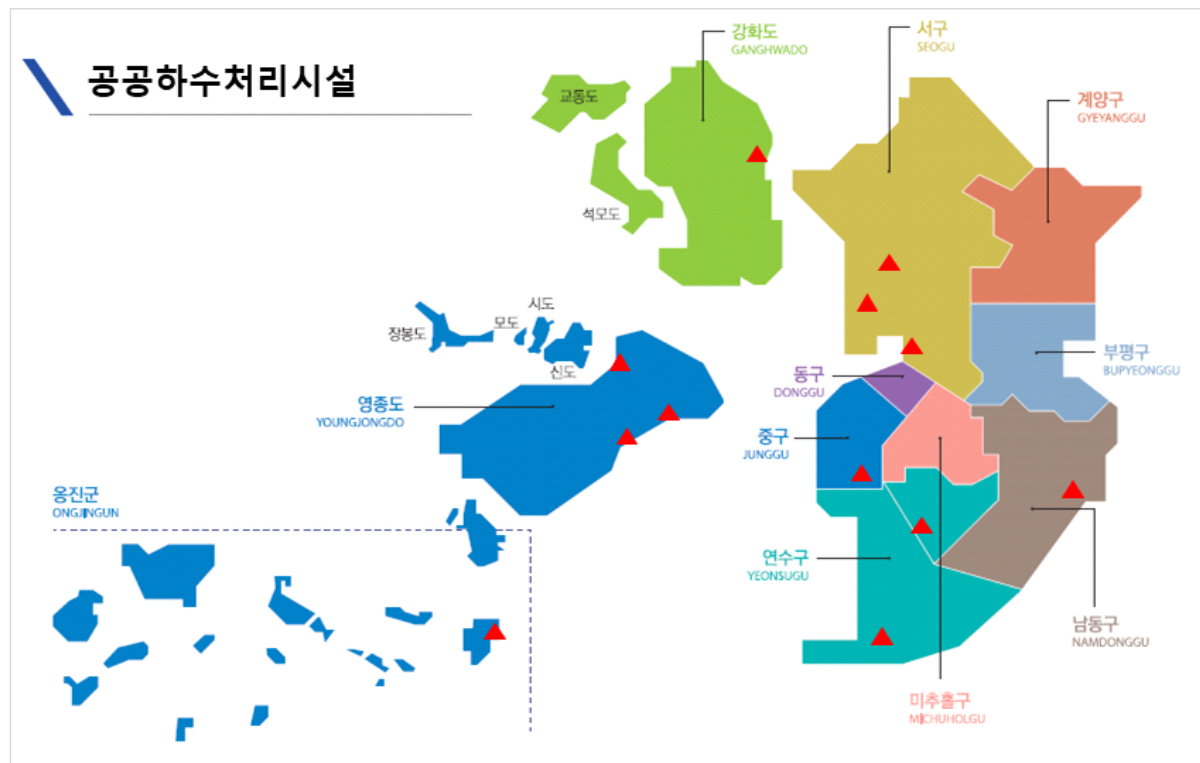 공공하수처리시설
강화도
GANGHWADO
서구
SEOGU
계양구
GYEYANGGU
교동도
석모도
시도
모도
장봉도
신도
영종도
YOUNGJONGDO
동구
DONGGU
부평구
BUPYEONGGU
중구
JUNGGU
옹진군
ONGJINGUN
연수구
YEONSUGU
남동구
NAMDONGGU
미추홀구
MICHUHOLGU